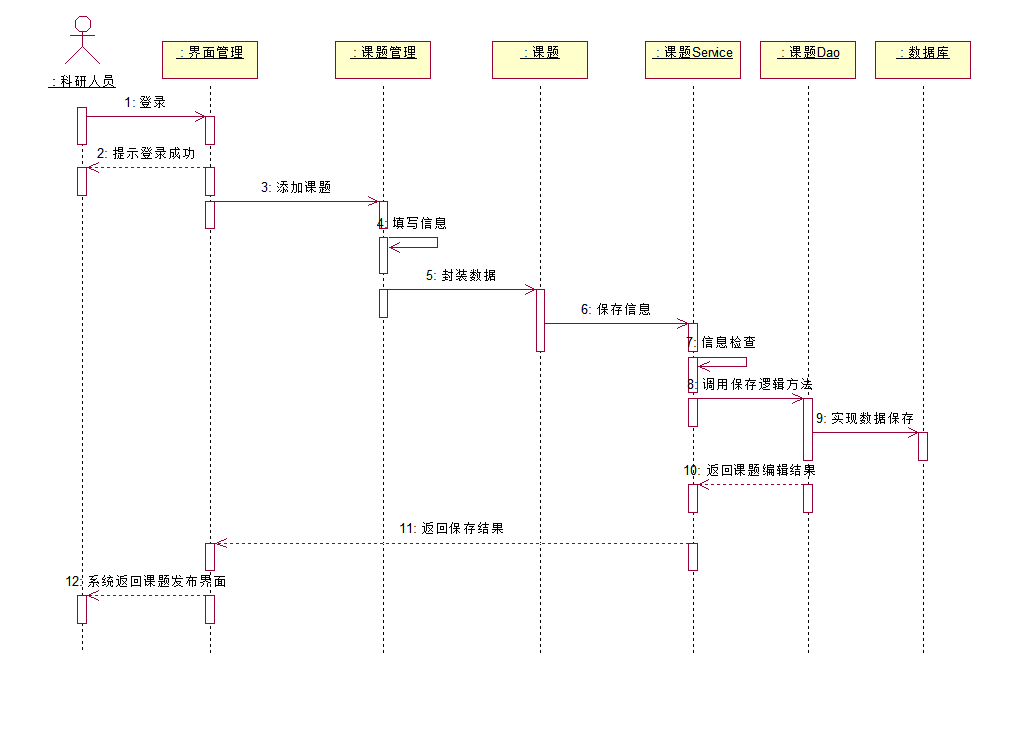 : 科研人员
: 界面管理
: 课题管理
: 课题
: 课题Service
: 课题Dao
: 数据库
1: 登录
2: 提示登录成功
3: 添加课题
4: 填写信息
5: 封装数据
6: 保存信息
7: 信息检查
8: 调用保存逻辑方法
9: 实现数据保存
10: 返回课题编辑结果
11: 返回保存结果
12: 系统返回课题发布界面